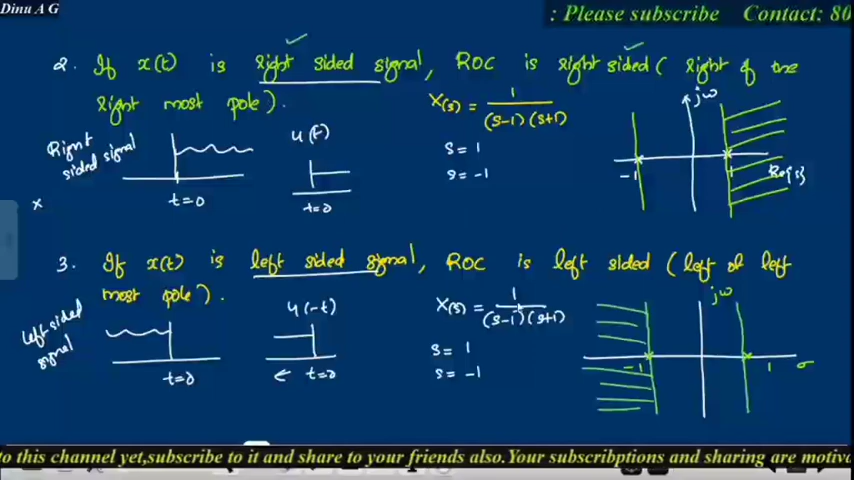 Dinu A G
: Please subscribe Contact: 80
2. If x(t) is right sided signal, ROC is right sided ( right of the
right most pole ).
X(s) = 1
(s-1)(s+1)
s = 1
s = -1
Right
sided signal
x
t=0
u(t)
t=0
jω
-1
1
Re{s}
3. If x(t) is left sided signal, ROC is left sided ( left of left
most pole ).
Left sided
signal
t=0
u(-t)
← t=0
X(s) = 1
(s-1)(s+1)
s = 1
s = -1
jω
-1
1
σ
to this channel yet,subscribe to it and share to your friends also.Your subscribptions and sharing are motiva